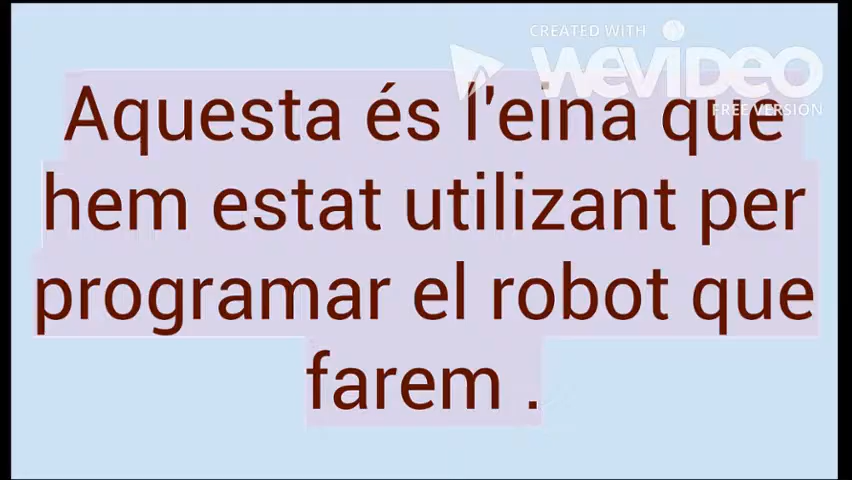 CREATED WITH
WEVIDEO
FREE VERSION
Aquesta és l'eina que
hem estat utilizant per
programar el robot que
farem .